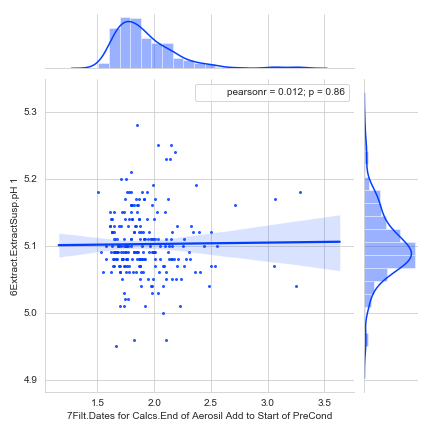 pearsonr = 0.012; p = 0.86
5.3
5.2
5.1
5.0
4.9
6Extract.ExtractSusp.pH 1
1.5 2.0 2.5 3.0 3.5
7Filt.Dates for Calcs.End of Aerosil Add to Start of PreCond